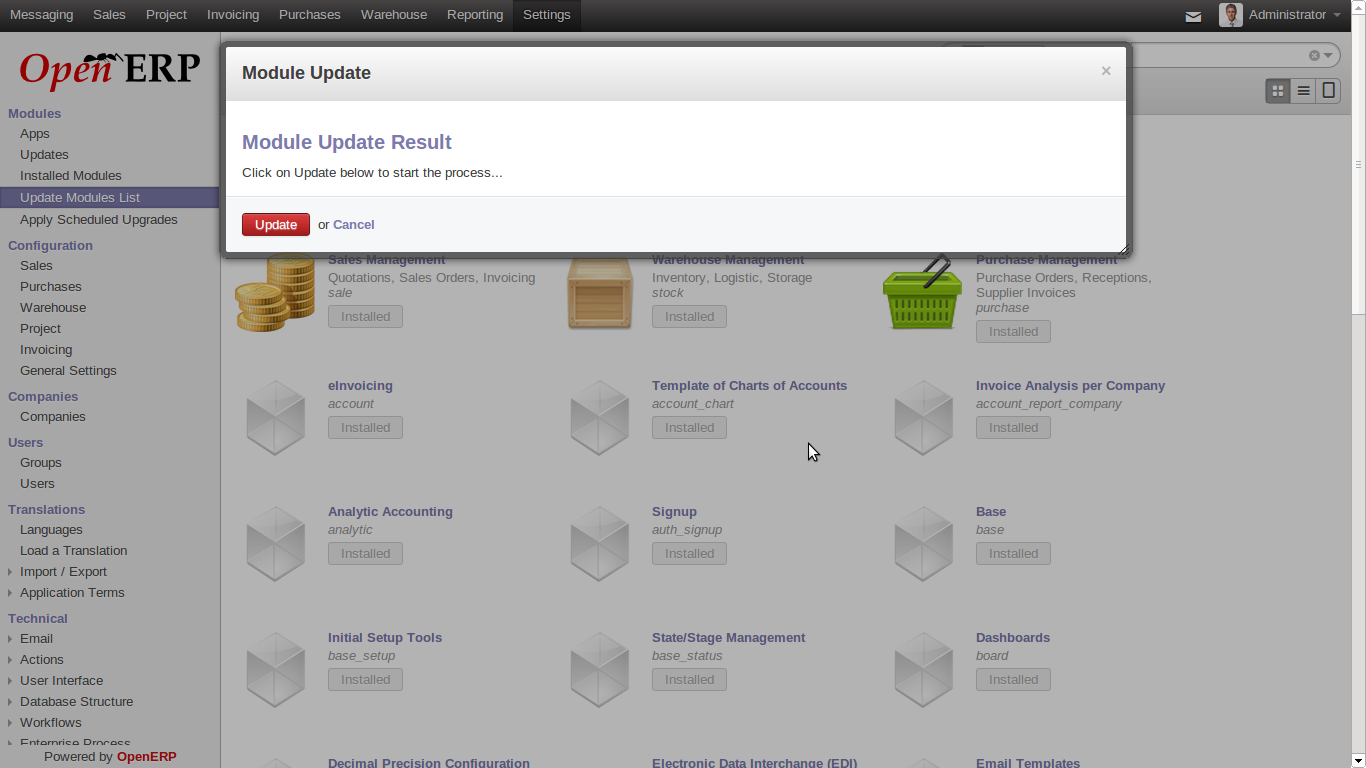 Messaging Sales Project Invoicing Purchases Warehouse Reporting Settings Administrator
Open ERP
Modules
Apps
Updates
Installed Modules
Update Modules List
Apply Scheduled Upgrades
Configuration
Sales
Purchases
Warehouse
Project
Invoicing
General Settings
Companies
Companies
Users
Groups
Users
Translations
Languages
Load a Translation
Import / Export
Application Terms
Technical
Email
Actions
User Interface
Database Structure
Workflows
Enterprise Process
Powered by OpenERP
Module Update ×
Module Update Result
Click on Update below to start the process...
Update or Cancel
Sales Management
Quotations, Sales Orders, Invoicing
sale
Installed
Warehouse Management
Inventory, Logistic, Storage
stock
Installed
Purchase Management
Purchase Orders, Receptions,
Supplier Invoices
purchase
Installed
eInvoicing
account
Installed
Template of Charts of Accounts
account_chart
Installed
Invoice Analysis per Company
account_report_company
Installed
Analytic Accounting
analytic
Installed
Signup
auth_signup
Installed
Base
base
Installed
Initial Setup Tools
base_setup
Installed
State/Stage Management
base_status
Installed
Dashboards
board
Installed
Decimal Precision Configuration
Electronic Data Interchange (EDI)
Email Templates